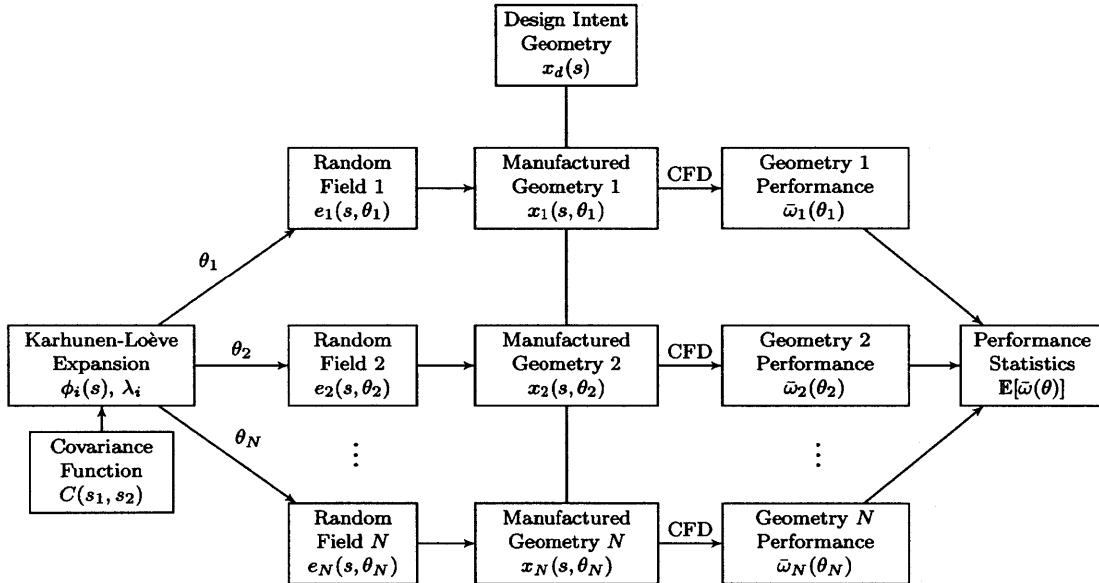 Design Intent
Geometry
x_d(s)
Random
Field 1
e_1(s, θ_1)
Manufactured
Geometry 1
x_1(s, θ_1)
CFD
Geometry 1
Performance
ω̄_1(θ_1)
θ_1
Karhunen-Loève
Expansion
ϕ_i(s), λ_i
θ_2
Random
Field 2
e_2(s, θ_2)
Manufactured
Geometry 2
x_2(s, θ_2)
CFD
Geometry 2
Performance
ω̄_2(θ_2)
Performance
Statistics
𝔼[ω̄(θ)]
Covariance
Function
C(s_1, s_2)
θ_N
⋮
⋮
Random
Field N
e_N(s, θ_N)
Manufactured
Geometry N
x_N(s, θ_N)
CFD
Geometry N
Performance
ω̄_N(θ_N)